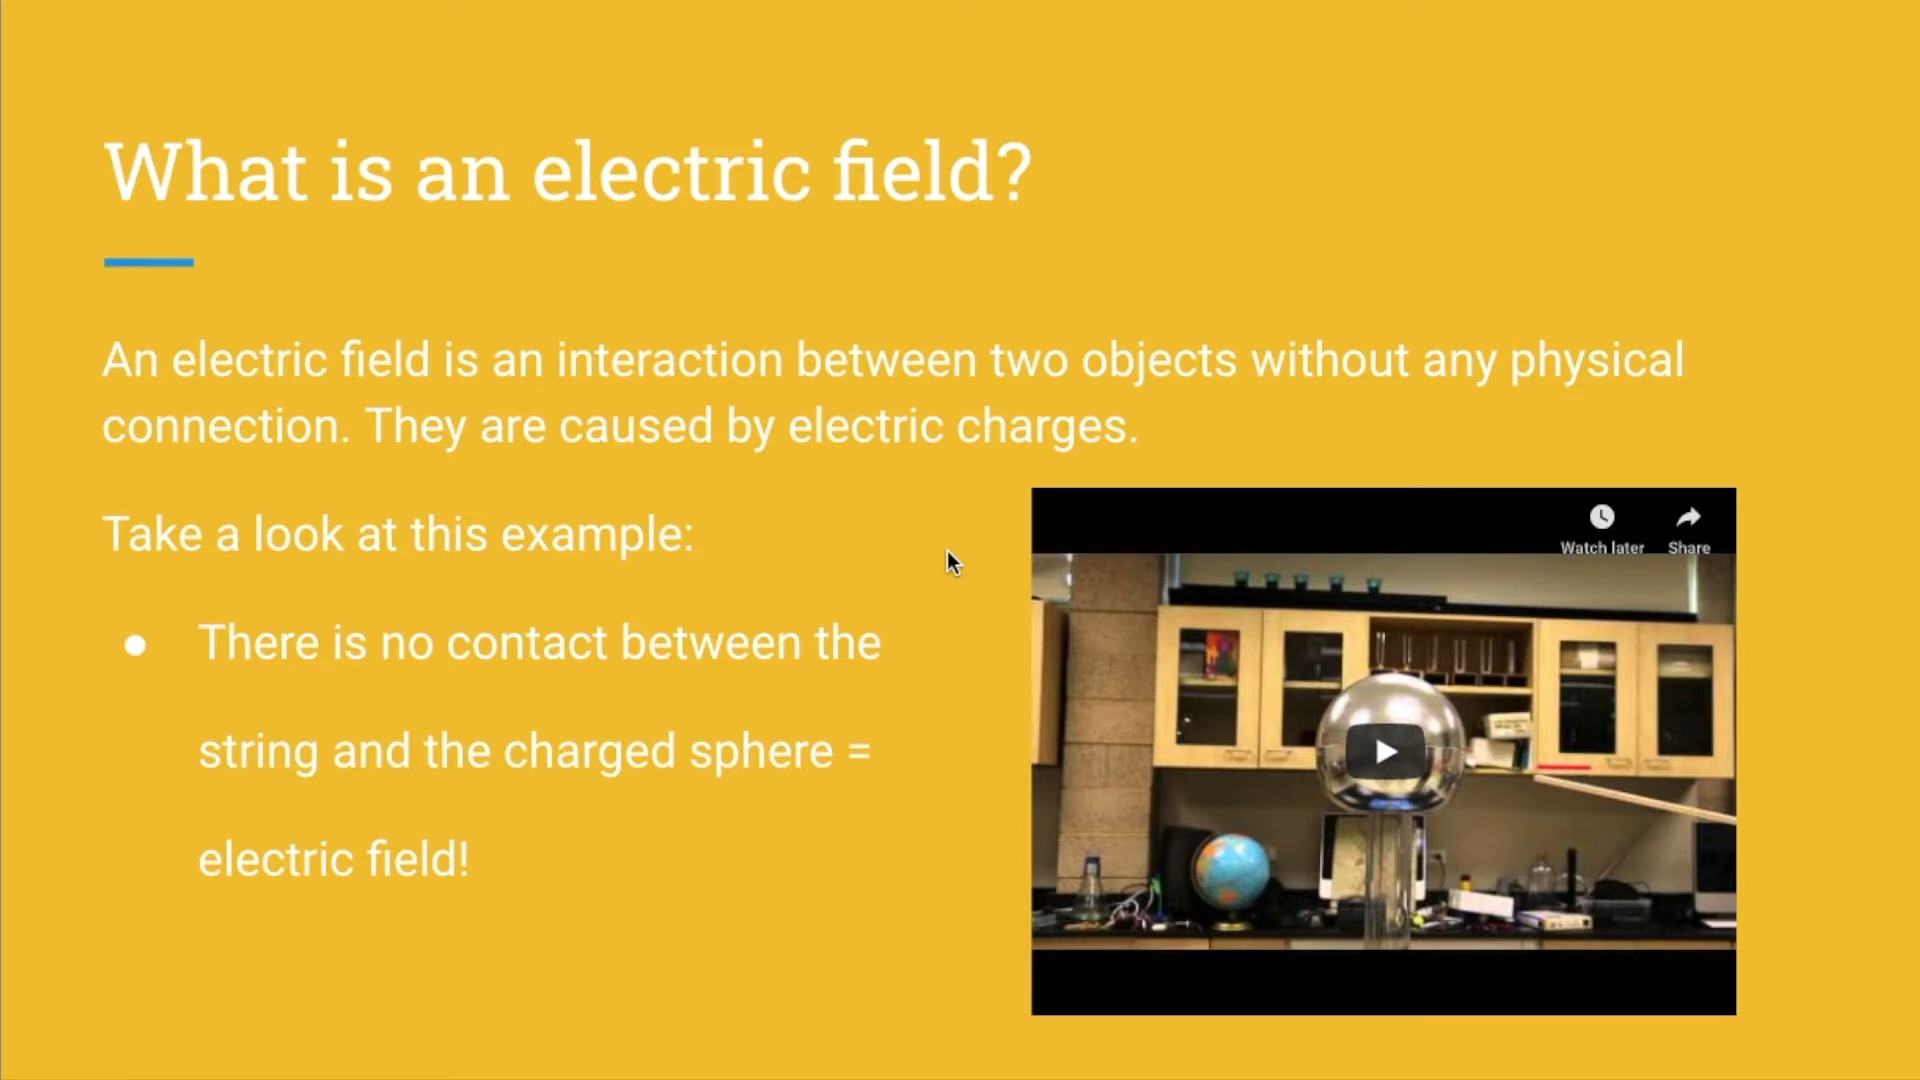 What is an electric field?
An electric field is an interaction between two objects without any physical
connection. They are caused by electric charges.
Take a look at this example:
● There is no contact between the
string and the charged sphere =
electric field!
Watch later
Share